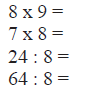 8 x 9 =
7 x 8 =
24 : 8 =
64 : 8 =